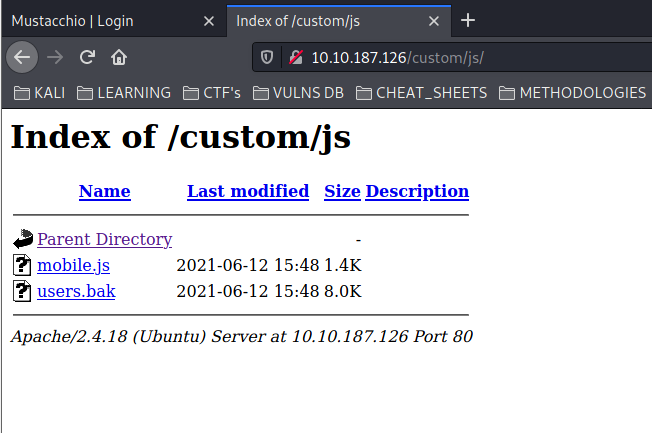 Mustacchio | Login
Index of /custom/js
10.10.187.126/custom/js/
KALI LEARNING CTF's VULNS DB CHEAT_SHEETS METHODOLOGIES
Index of /custom/js
Name Last modified Size Description
Parent Directory -
mobile.js 2021-06-12 15:48 1.4K
users.bak 2021-06-12 15:48 8.0K
Apache/2.4.18 (Ubuntu) Server at 10.10.187.126 Port 80